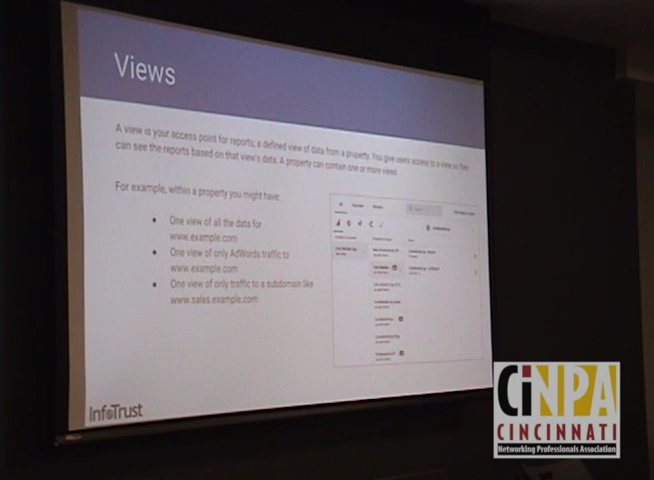 Views
A view is your access point for reports; a defined view of data from a property. You give users access to a view so they
can see the reports based on that view's data. A property can contain one or more views.
For example, within a property you might have:
• One view of all the data for
www.example.com
• One view of only AdWords traffic to
www.example.com
• One view of only traffic to a subdomain like
www.sales.example.com
InfoTrust
CiNPA
CINCINNATI
Networking Professionals Association